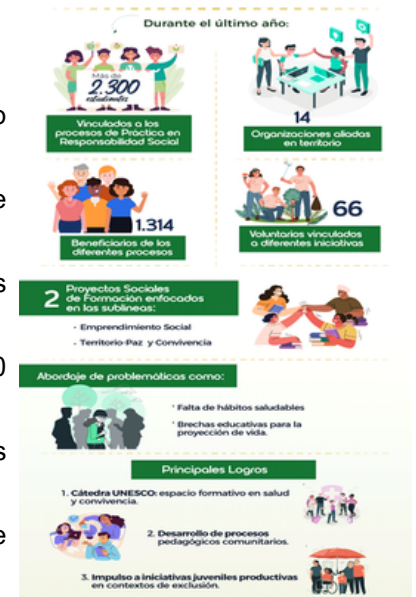 Durante el último año:
Más de
2.300
estudiantes
Vinculados a los
procesos de Práctica en
Responsabilidad Social
14
Organizaciones aliadas
en territorio
1.314
Beneficiarios de los
diferentes procesos
66
Voluntarios vinculados
a diferentes iniciativas
2
Proyectos Sociales
de Formación enfocados
en las sublíneas:
- Emprendimiento Social
- Territorio-Paz y Convivencia
Abordaje de problemáticas como:
* Falta de hábitos saludables
* Brechas educativas para la
proyección de vida.
Principales Logros
1. Cátedra UNESCO: espacio formativo en salud
y convivencia.
2. Desarrollo de procesos
pedagógicos comunitarios.
3. Impulso a iniciativas juveniles productivas
en contextos de exclusión.
o
e
s
0
s
e